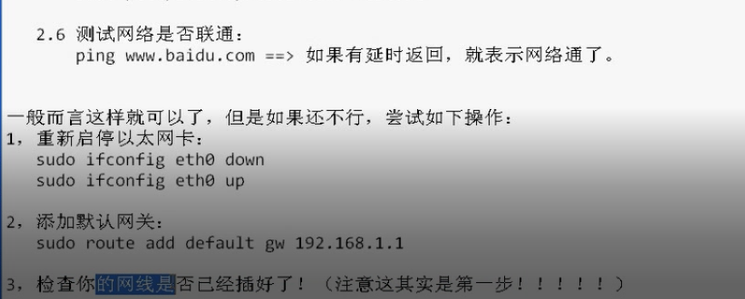 2.6 测试网络是否联通：
ping www.baidu.com ==> 如果有延时返回，就表示网络通了。
一般而言这样就可以了，但是如果还不行，尝试如下操作：
1，重新启停以太网卡：
sudo ifconfig eth0 down
sudo ifconfig eth0 up
2，添加默认网关：
sudo route add default gw 192.168.1.1
3，检查你的网线是否已经插好了！（注意这其实是第一步！！！！！）